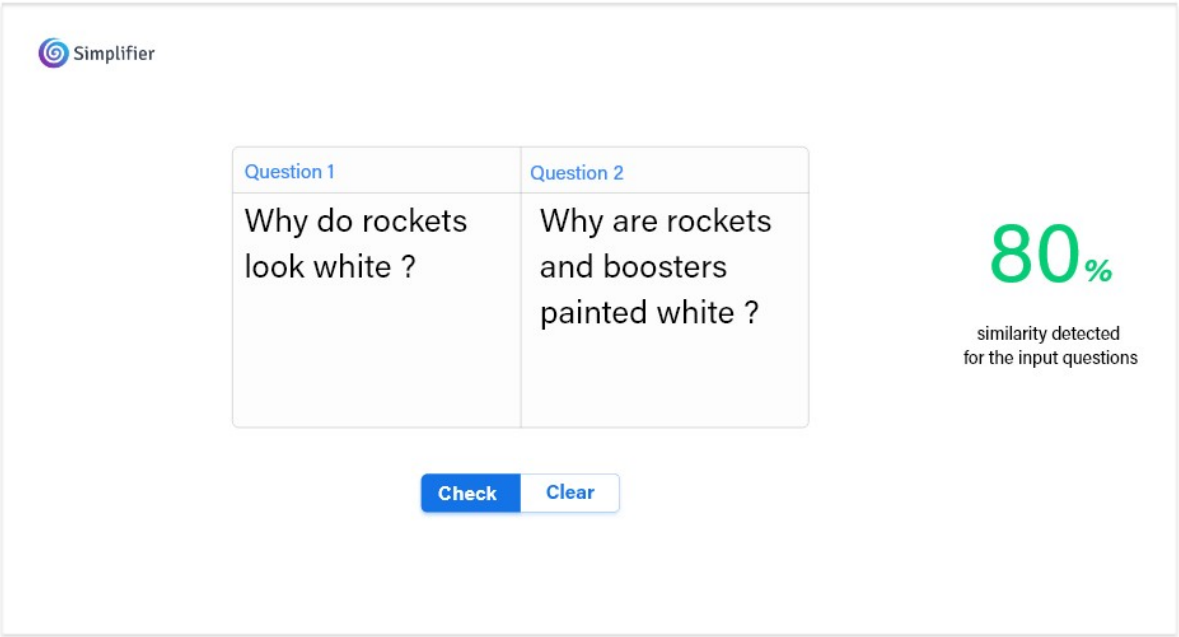 Simplifier
Question 1
Why do rockets
look white ?
Question 2
Why are rockets
and boosters
painted white ?
80%
similarity detected
for the input questions
Check
Clear